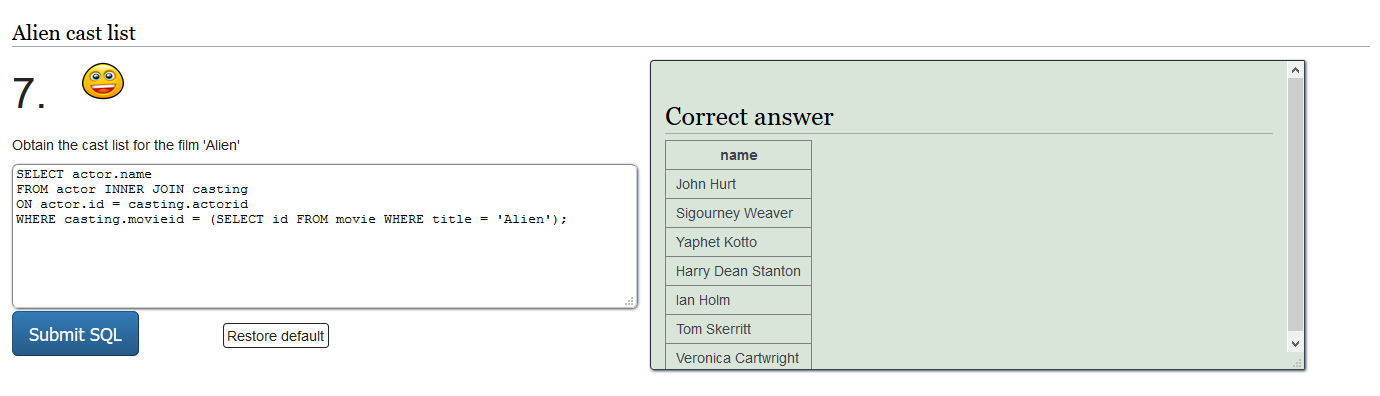 Alien cast list
7.
Obtain the cast list for the film 'Alien'
SELECT actor.name
FROM actor INNER JOIN casting
ON actor.id = casting.actorid
WHERE casting.movieid = (SELECT id FROM movie WHERE title = 'Alien');
Submit SQL
Restore default
Correct answer
name
John Hurt
Sigourney Weaver
Yaphet Kotto
Harry Dean Stanton
Ian Holm
Tom Skerritt
Veronica Cartwright